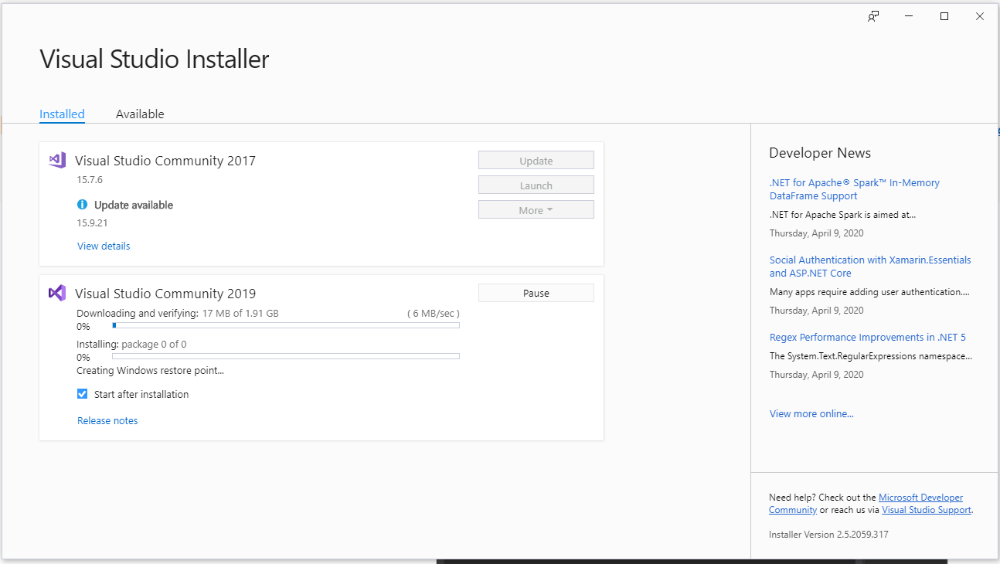 Visual Studio Installer
Installed
Available
Visual Studio Community 2017
15.7.6
Update available
15.9.21
View details
Update
Launch
More
Visual Studio Community 2019
Downloading and verifying: 17 MB of 1.91 GB
( 6 MB/sec )
0%
Installing: package 0 of 0
0%
Creating Windows restore point...
Start after installation
Release notes
Pause
Developer News
.NET for Apache® Spark™ In-Memory
DataFrame Support
.NET for Apache Spark is aimed at...
Thursday, April 9, 2020
Social Authentication with Xamarin.Essentials
and ASP.NET Core
Many apps require adding user authentication....
Thursday, April 9, 2020
Regex Performance Improvements in .NET 5
The System.Text.RegularExpressions namespace...
Thursday, April 9, 2020
View more online...
Need help? Check out the Microsoft Developer
Community or reach us via Visual Studio Support.
Installer Version 2.5.2059.317